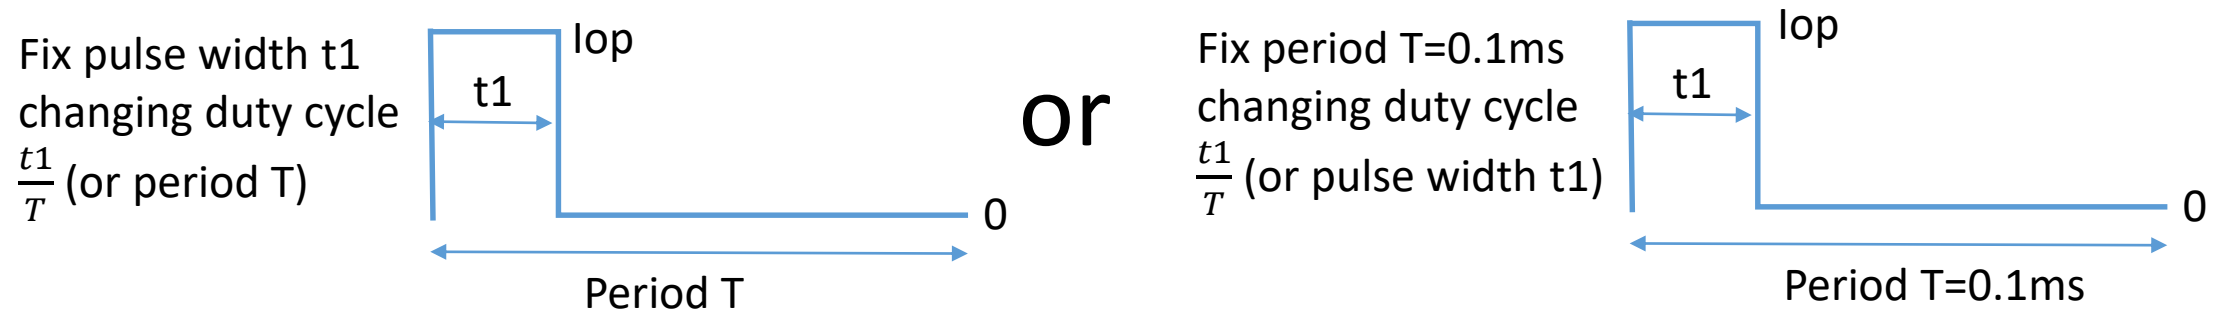 Fix pulse width t1
changing duty cycle
t1/T (or period T)
Iop
t1
0
Period T
or
Fix period T=0.1ms
changing duty cycle
t1/T (or pulse width t1)
Iop
t1
0
Period T=0.1ms